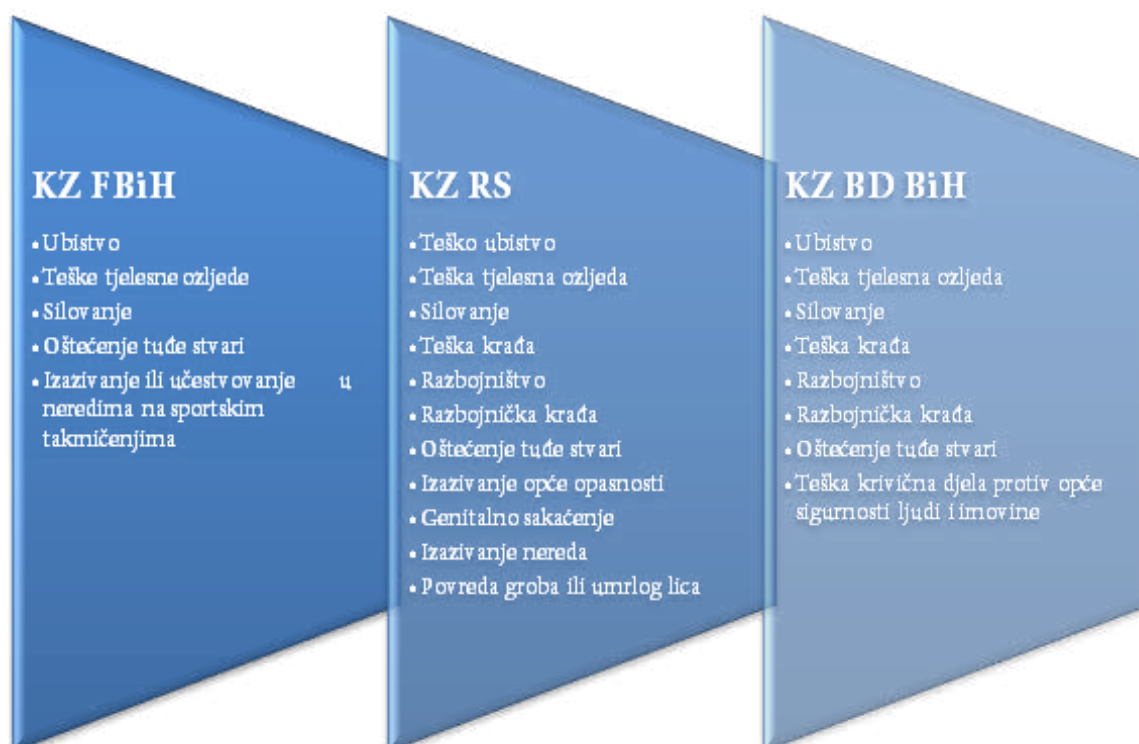 KZ FBiH
• Ubistvo
• Teške tjelesne ozljede
• Silovanje
• Oštećenje tuđe stvari
• Izazivanje ili učestvovanje u
neredima na sportskim
takmičenjima
KZ RS
• Teško ubistvo
• Teška tjelesna ozljeda
• Silovanje
• Teška krađa
• Razbojništvo
• Razbojnička krađa
• Oštećenje tuđe stvari
• Izazivanje opće opasnosti
• Genitalno sakaćenje
• Izazivanje nereda
• Povreda groba ili umrlog lica
KZ BD BiH
• Ubistvo
• Teška tjelesna ozljeda
• Silovanje
• Teška krađa
• Razbojništvo
• Razbojnička krađa
• Oštećenje tuđe stvari
• Teška krivična djela protiv opće
sigurnosti ljudi i imovine